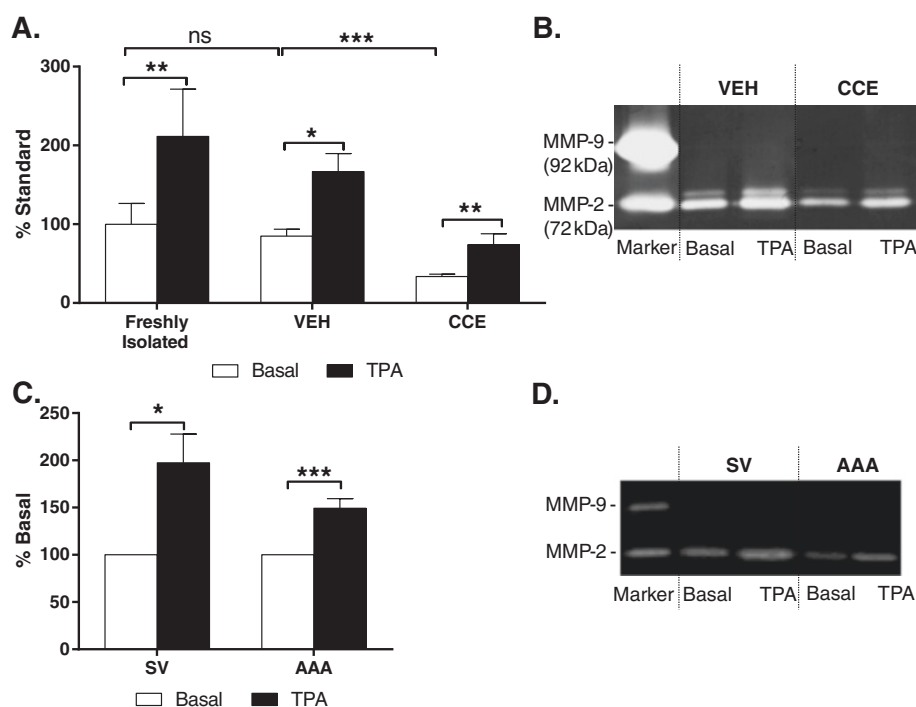 A.
ns
***
300
**
*
200
**
100
0
% Standard
Freshly
Isolated
VEH
CCE
Basal
TPA
B.
VEH
CCE
MMP-9 -
(92 kDa)
MMP-2 -
(72 kDa)
Marker
Basal
TPA
Basal
TPA
C.
250
*
200
***
150
100
50
0
% Basal
SV
AAA
Basal
TPA
D.
SV
AAA
MMP-9 -
MMP-2 -
Marker
Basal
TPA
Basal
TPA